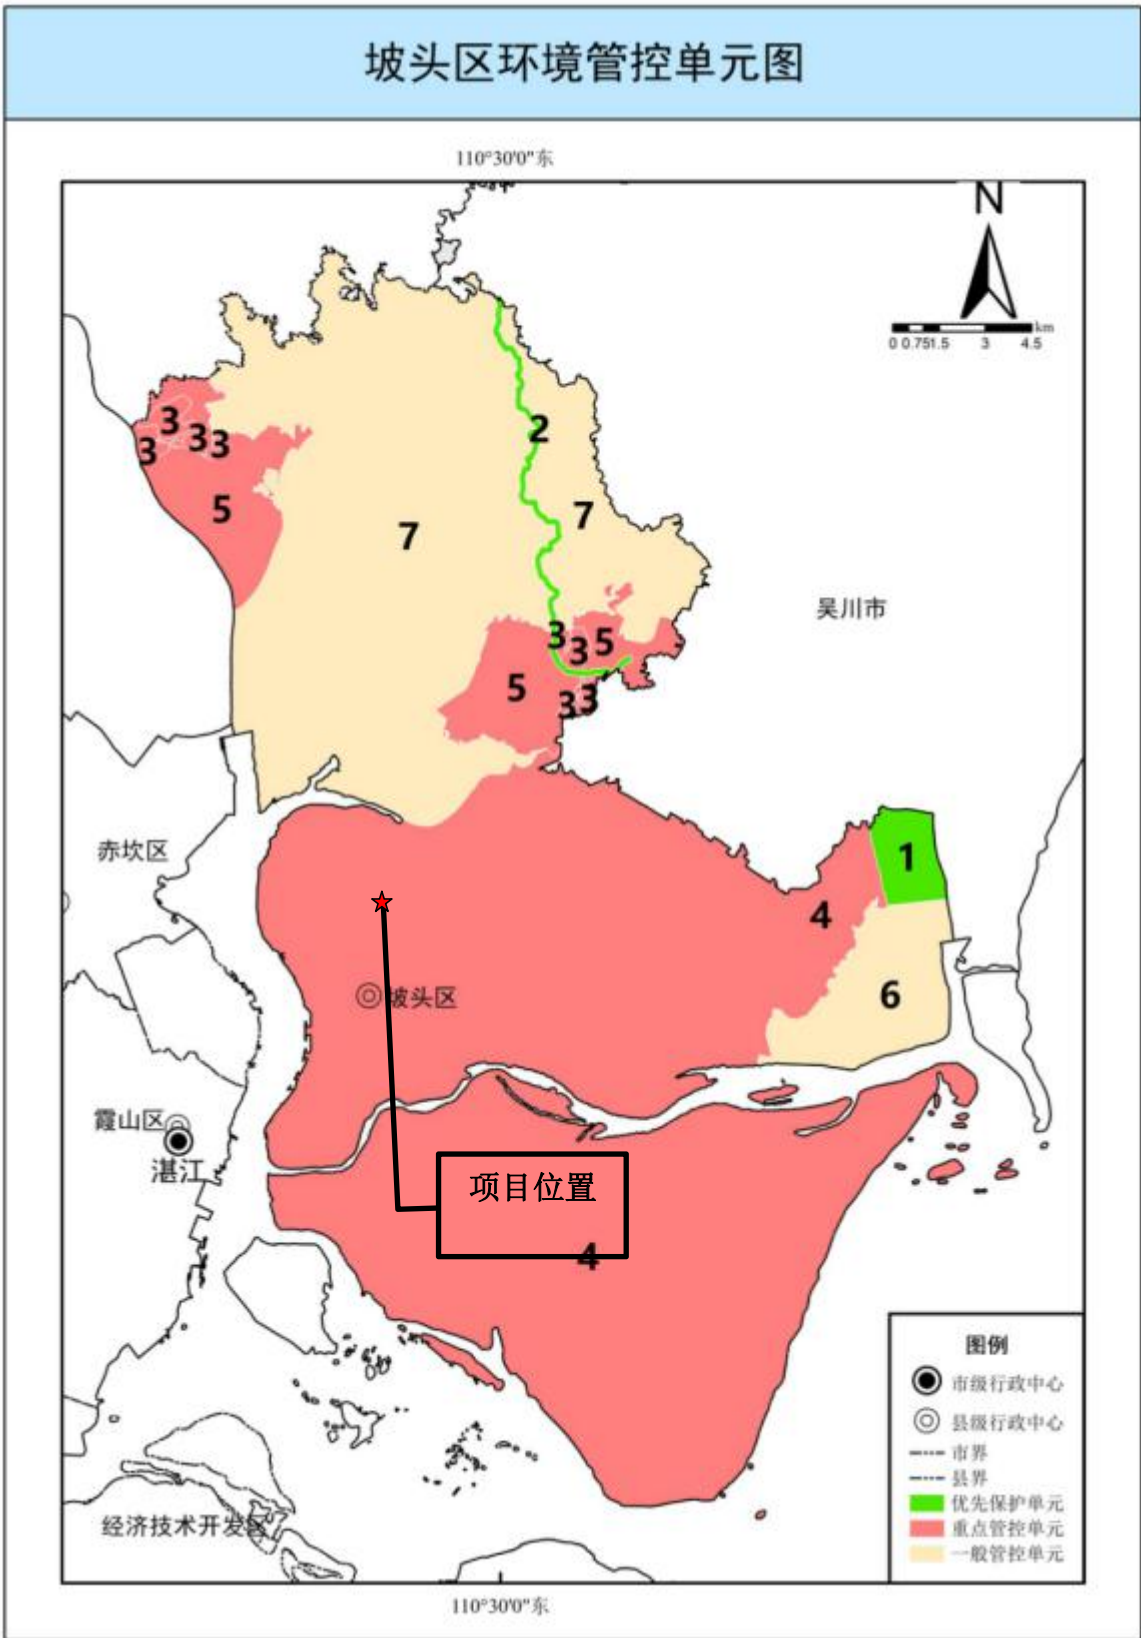 坡头区环境管控单元图
110°30'0"东
N
km
0 0.75 1.5 3 4.5
3
3
3
3
5
7
2
7
吴川市
3
3
5
5
3
3
赤坎区
1
4
6
坡头区
霞山区
湛江
项目位置
4
经济技术开发区
图例
市级行政中心
县级行政中心
市界
县界
优先保护单元
重点管控单元
一般管控单元
110°30'0"东